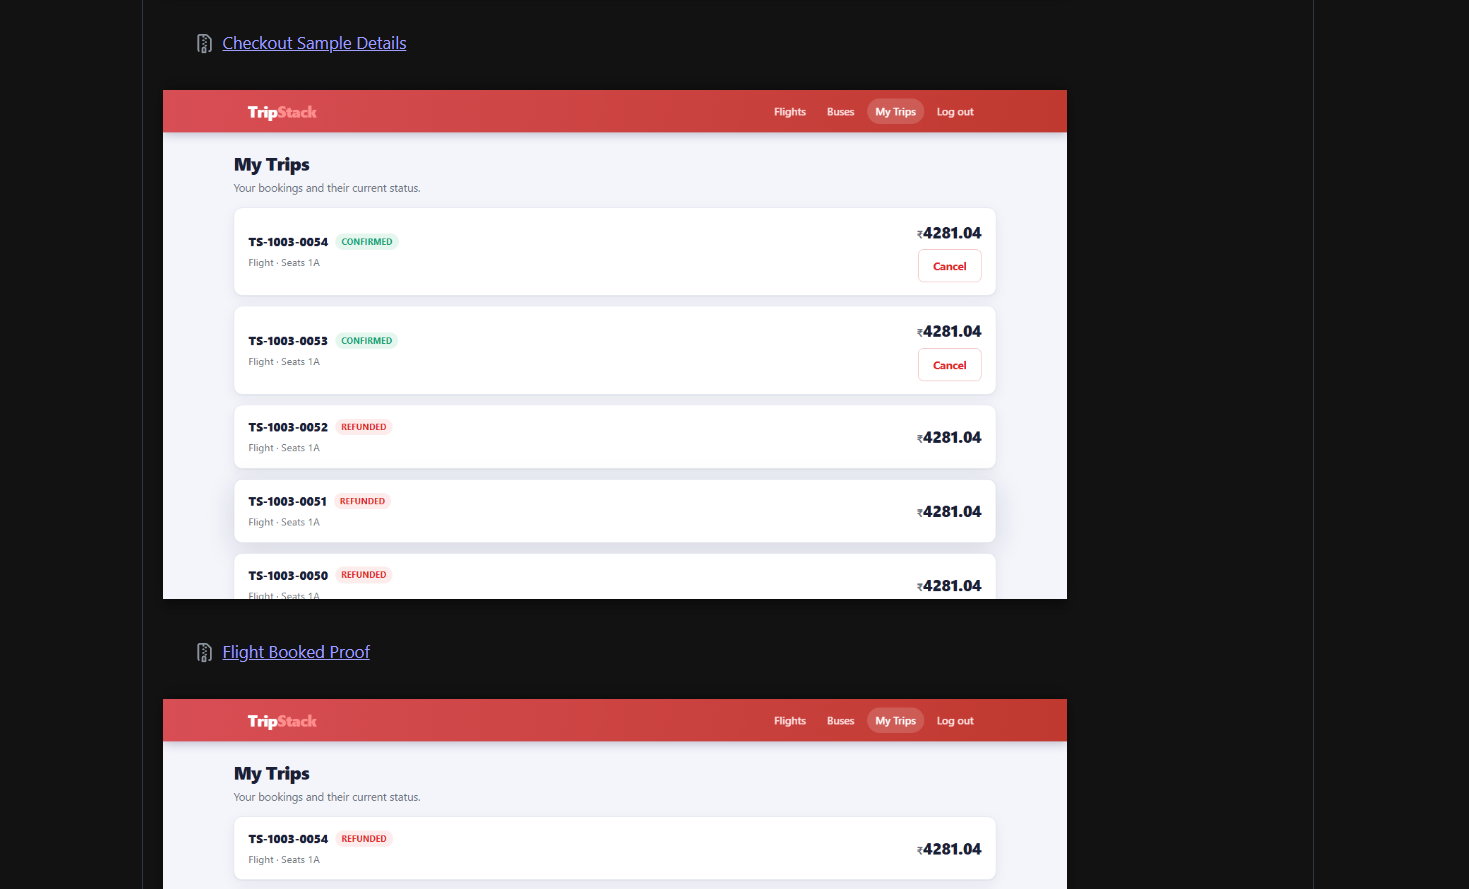 Checkout Sample Details
TripStack
Flights
Buses
My Trips
Log out
My Trips
Your bookings and their current status.
TS-1003-0054 CONFIRMED
Flight · Seats 1A
₹4281.04
Cancel
TS-1003-0053 CONFIRMED
Flight · Seats 1A
₹4281.04
Cancel
TS-1003-0052 REFUNDED
Flight · Seats 1A
₹4281.04
TS-1003-0051 REFUNDED
Flight · Seats 1A
₹4281.04
TS-1003-0050 REFUNDED
Flight · Seats 1A
₹4281.04
Flight Booked Proof
TripStack
Flights
Buses
My Trips
Log out
My Trips
Your bookings and their current status.
TS-1003-0054 REFUNDED
Flight · Seats 1A
₹4281.04